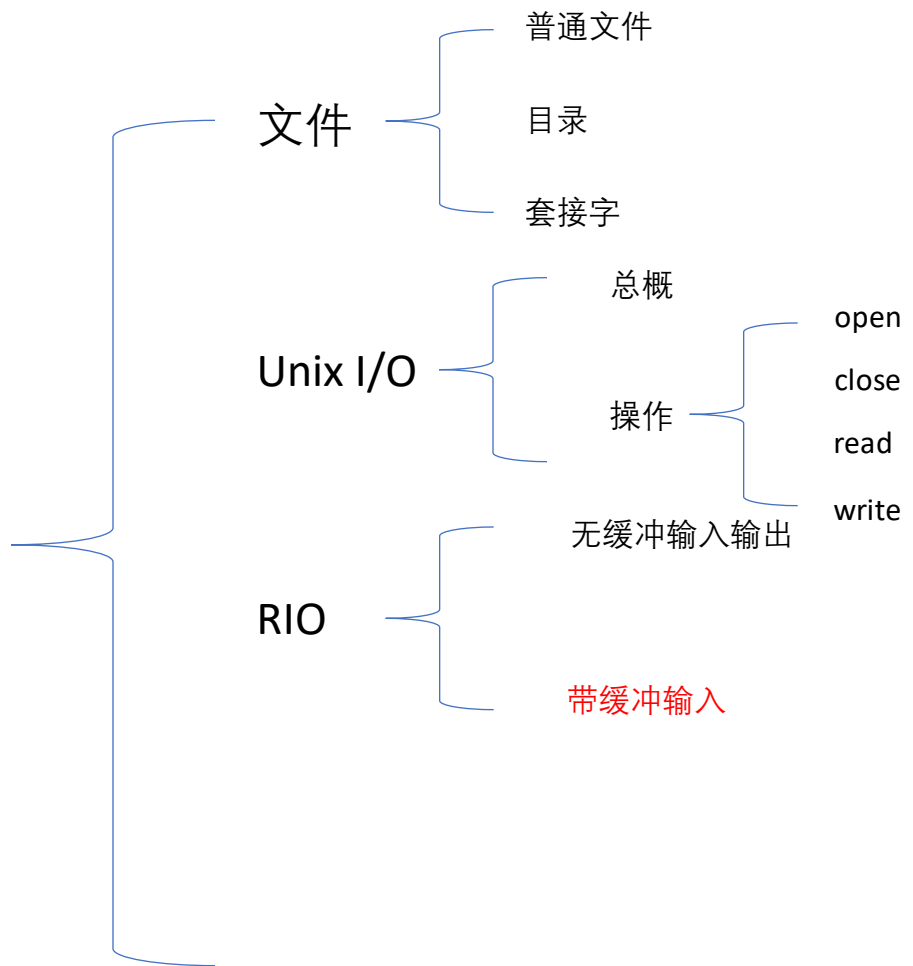 普通文件
文件
目录
套接字
总概
Unix I/O
操作
open
close
read
write
无缓冲输入输出
RIO
带缓冲输入